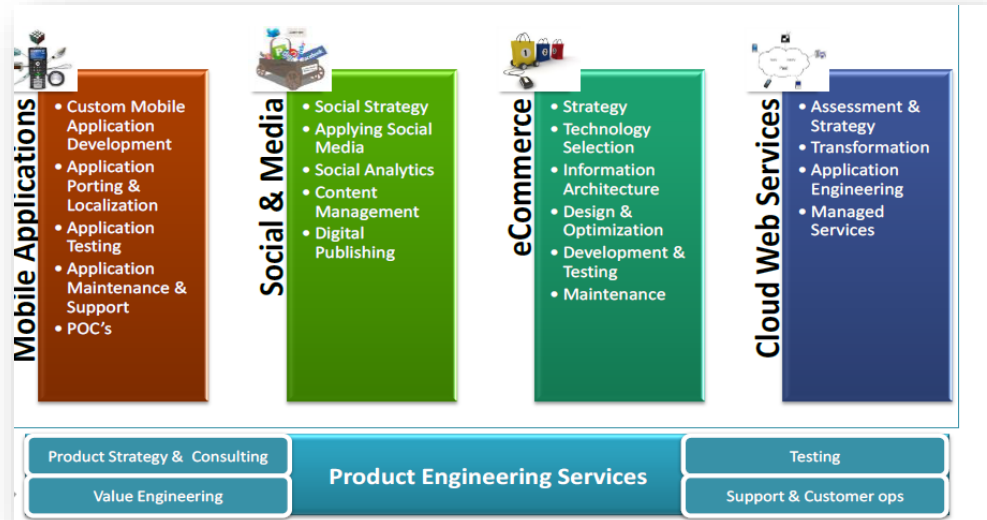 Mobile Applications
• Custom Mobile
Application
Development
• Application
Porting &
Localization
• Application
Testing
• Application
Maintenance &
Support
• POC's
Social & Media
• Social Strategy
• Applying Social
Media
• Social Analytics
• Content
Management
• Digital
Publishing
eCommerce
• Strategy
• Technology
Selection
• Information
Architecture
• Design &
Optimization
• Development &
Testing
• Maintenance
Cloud Web Services
• Assessment &
Strategy
• Transformation
• Application
Engineering
• Managed
Services
Product Strategy & Consulting
Value Engineering
Product Engineering Services
Testing
Support & Customer ops